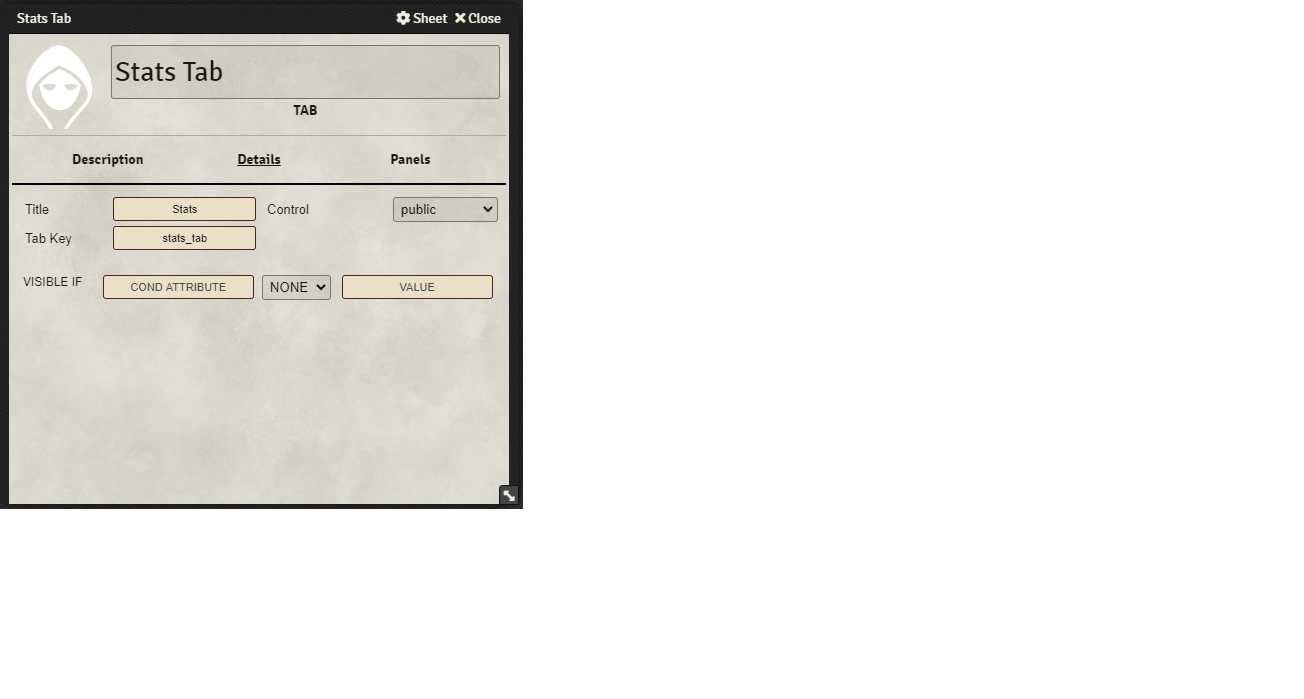 Stats Tab Sheet Close
Stats Tab
TAB
Description Details Panels
Title Stats Control public
Tab Key stats_tab
VISIBLE IF COND ATTRIBUTE NONE VALUE